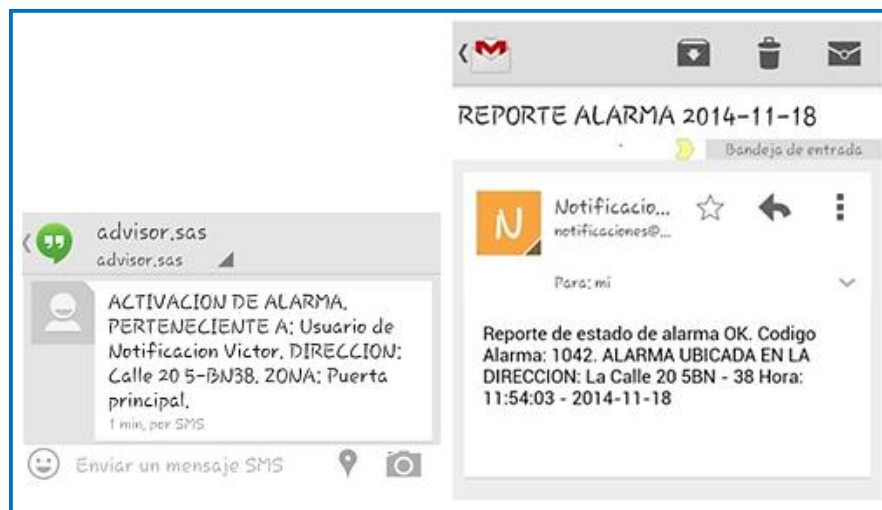 advisor.sas
advisor.sas
ACTIVACION DE ALARMA.
PERTENECIENTE A: Usuario de
Notificacion Victor. DIRECCION:
Calle 20 5-BN38. ZONA: Puerta
principal.
1 min, por SMS
Enviar un mensaje SMS
REPORTE ALARMA 2014-11-18
Bandeja de entrada
N
Notificacio...
notificaciones@...
Para: mí
Reporte de estado de alarma OK. Codigo
Alarma: 1042. ALARMA UBICADA EN LA
DIRECCION: La Calle 20 5BN - 38 Hora:
11:54:03 - 2014-11-18